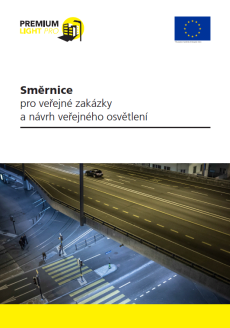 PREMIUM
LIGHT PRO
Směrnice
pro veřejné zakázky
a návrh veřejného osvětlení